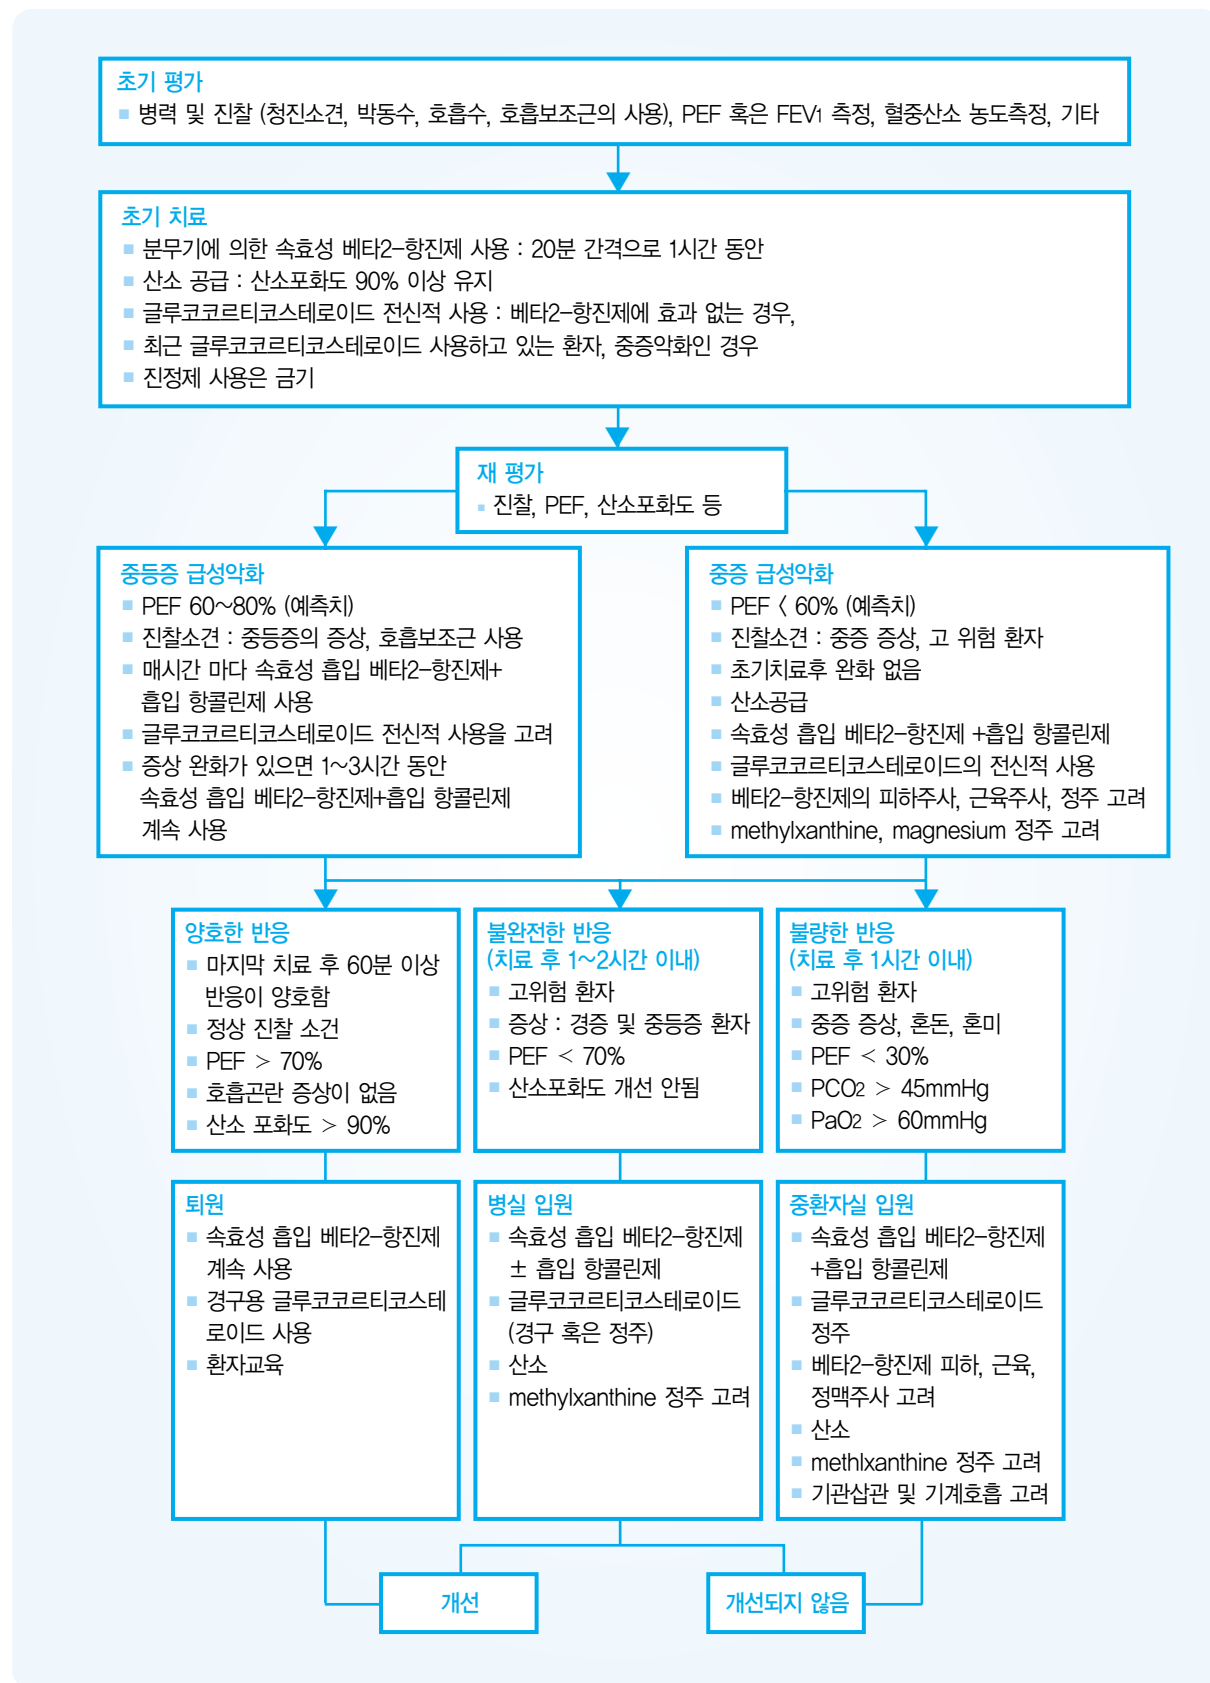 초기 평가
병력 및 진찰 (청진소견, 박동수, 호흡수, 호흡보조근의 사용), PEF 혹은 FEV1 측정, 혈중산소 농도측정, 기타
초기 치료
분무기에 의한 속효성 베타2-항진제 사용 : 20분 간격으로 1시간 동안
산소 공급 : 산소포화도 90% 이상 유지
글루코코르티코스테로이드 전신적 사용 : 베타2-항진제에 효과 없는 경우,
최근 글루코코르티코스테로이드 사용하고 있는 환자, 중증악화인 경우
진정제 사용은 금기
재 평가
진찰, PEF, 산소포화도 등
중등증 급성악화
PEF 60~80% (예측치)
진찰소견 : 중등증의 증상, 호흡보조근 사용
매시간 마다 속효성 흡입 베타2-항진제+
흡입 항콜린제 사용
글루코코르티코스테로이드 전신적 사용을 고려
증상 완화가 있으면 1~3시간 동안
속효성 흡입 베타2-항진제+흡입 항콜린제
계속 사용
중증 급성악화
PEF < 60% (예측치)
진찰소견 : 중증 증상, 고 위험 환자
초기치료후 완화 없음
산소공급
속효성 흡입 베타2-항진제 +흡입 항콜린제
글루코코르티코스테로이드의 전신적 사용
베타2-항진제의 피하주사, 근육주사, 정주 고려
methylxanthine, magnesium 정주 고려
양호한 반응
마지막 치료 후 60분 이상
반응이 양호함
정상 진찰 소건
PEF > 70%
호흡곤란 증상이 없음
산소 포화도 > 90%
불완전한 반응
(치료 후 1~2시간 이내)
고위험 환자
증상 : 경증 및 중등증 환자
PEF < 70%
산소포화도 개선 안됨
불량한 반응
(치료 후 1시간 이내)
고위험 환자
중증 증상, 혼돈, 혼미
PEF < 30%
PCO2 > 45mmHg
PaO2 > 60mmHg
퇴원
속효성 흡입 베타2-항진제
계속 사용
경구용 글루코코르티코스테
로이드 사용
환자교육
병실 입원
속효성 흡입 베타2-항진제
± 흡입 항콜린제
글루코코르티코스테로이드
(경구 혹은 정주)
산소
methylxanthine 정주 고려
중환자실 입원
속효성 흡입 베타2-항진제
+흡입 항콜린제
글루코코르티코스테로이드
정주
베타2-항진제 피하, 근육,
정맥주사 고려
산소
methlxanthine 정주 고려
기관삽관 및 기계호흡 고려
개선
개선되지 않음